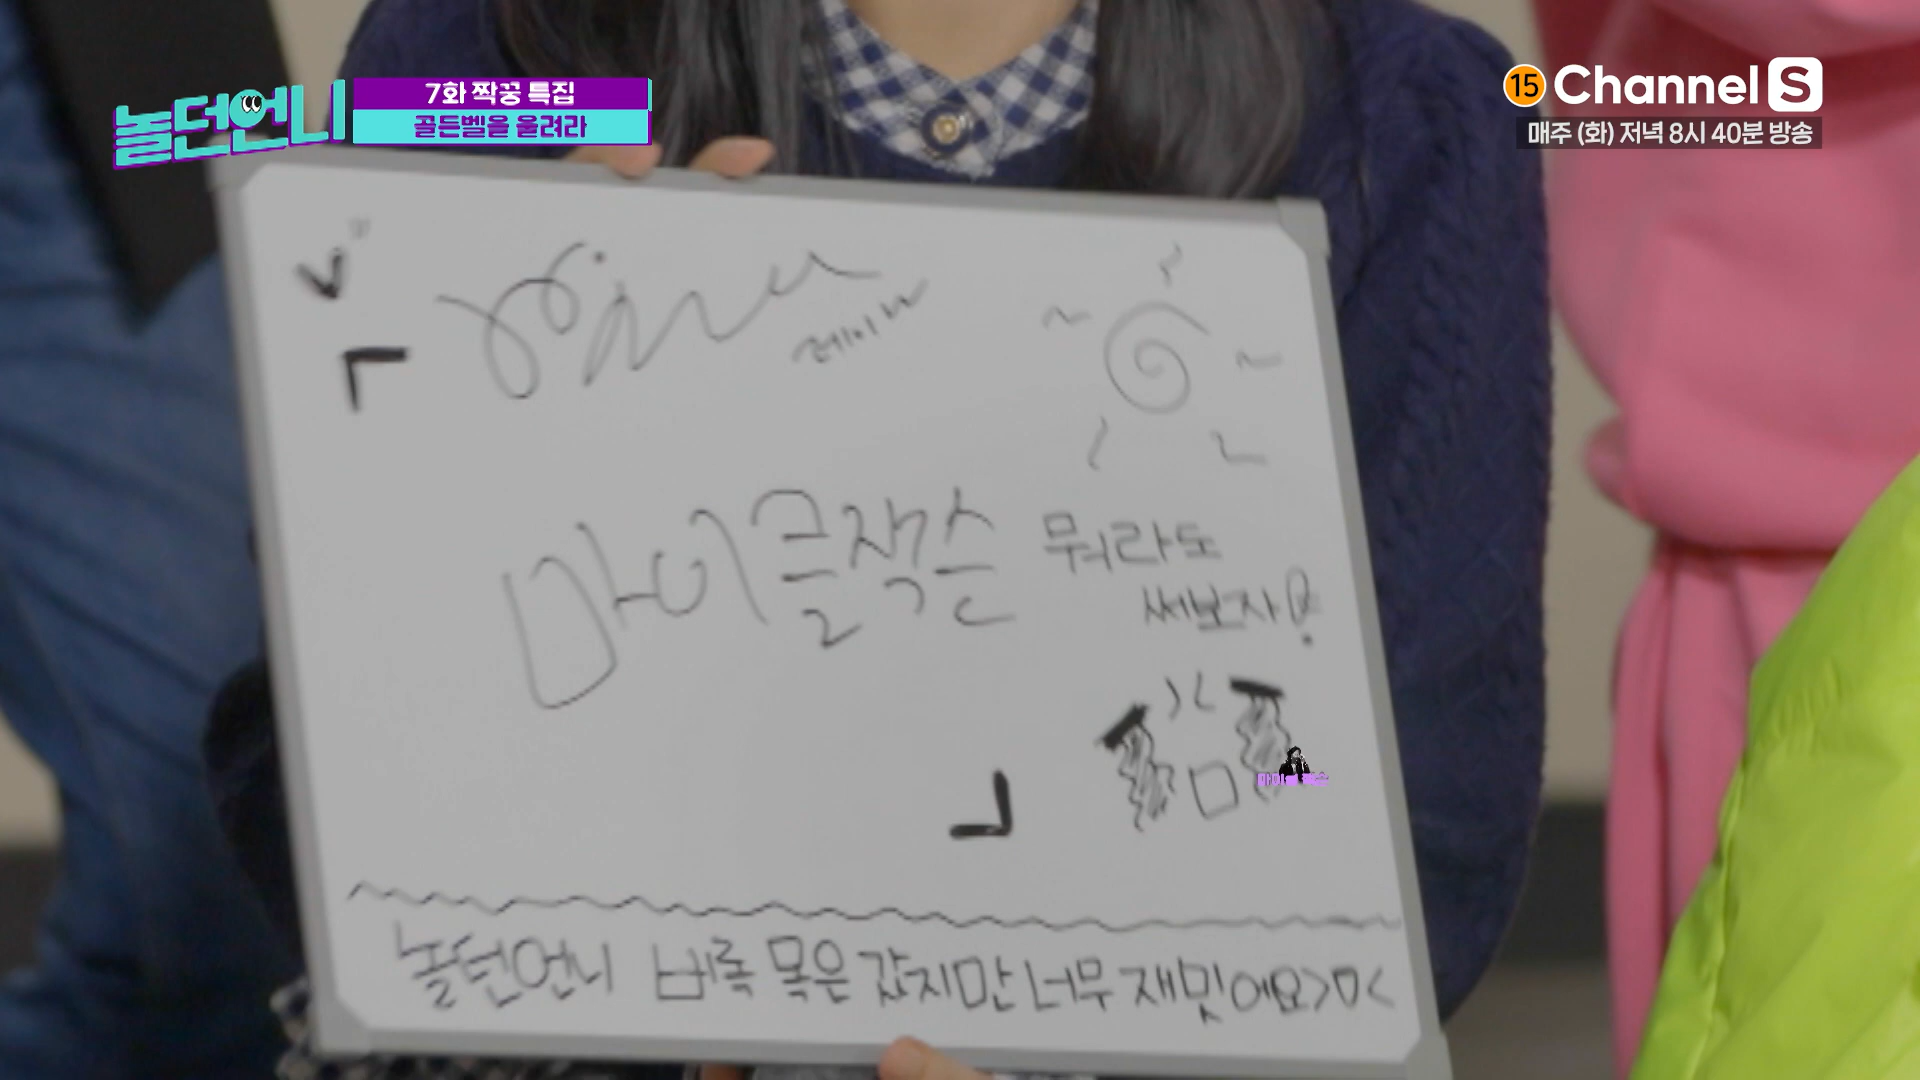 놀던언니
7화 짝꿍 특집
골든벨을 울려라
15 Channel S
매주 (화) 저녁 8시 40분 방송
레이
마이클잭슨
뭐라도
써보자
놀던언니 비록 목은 갔지만 너무 재밌어요>ㅁ<